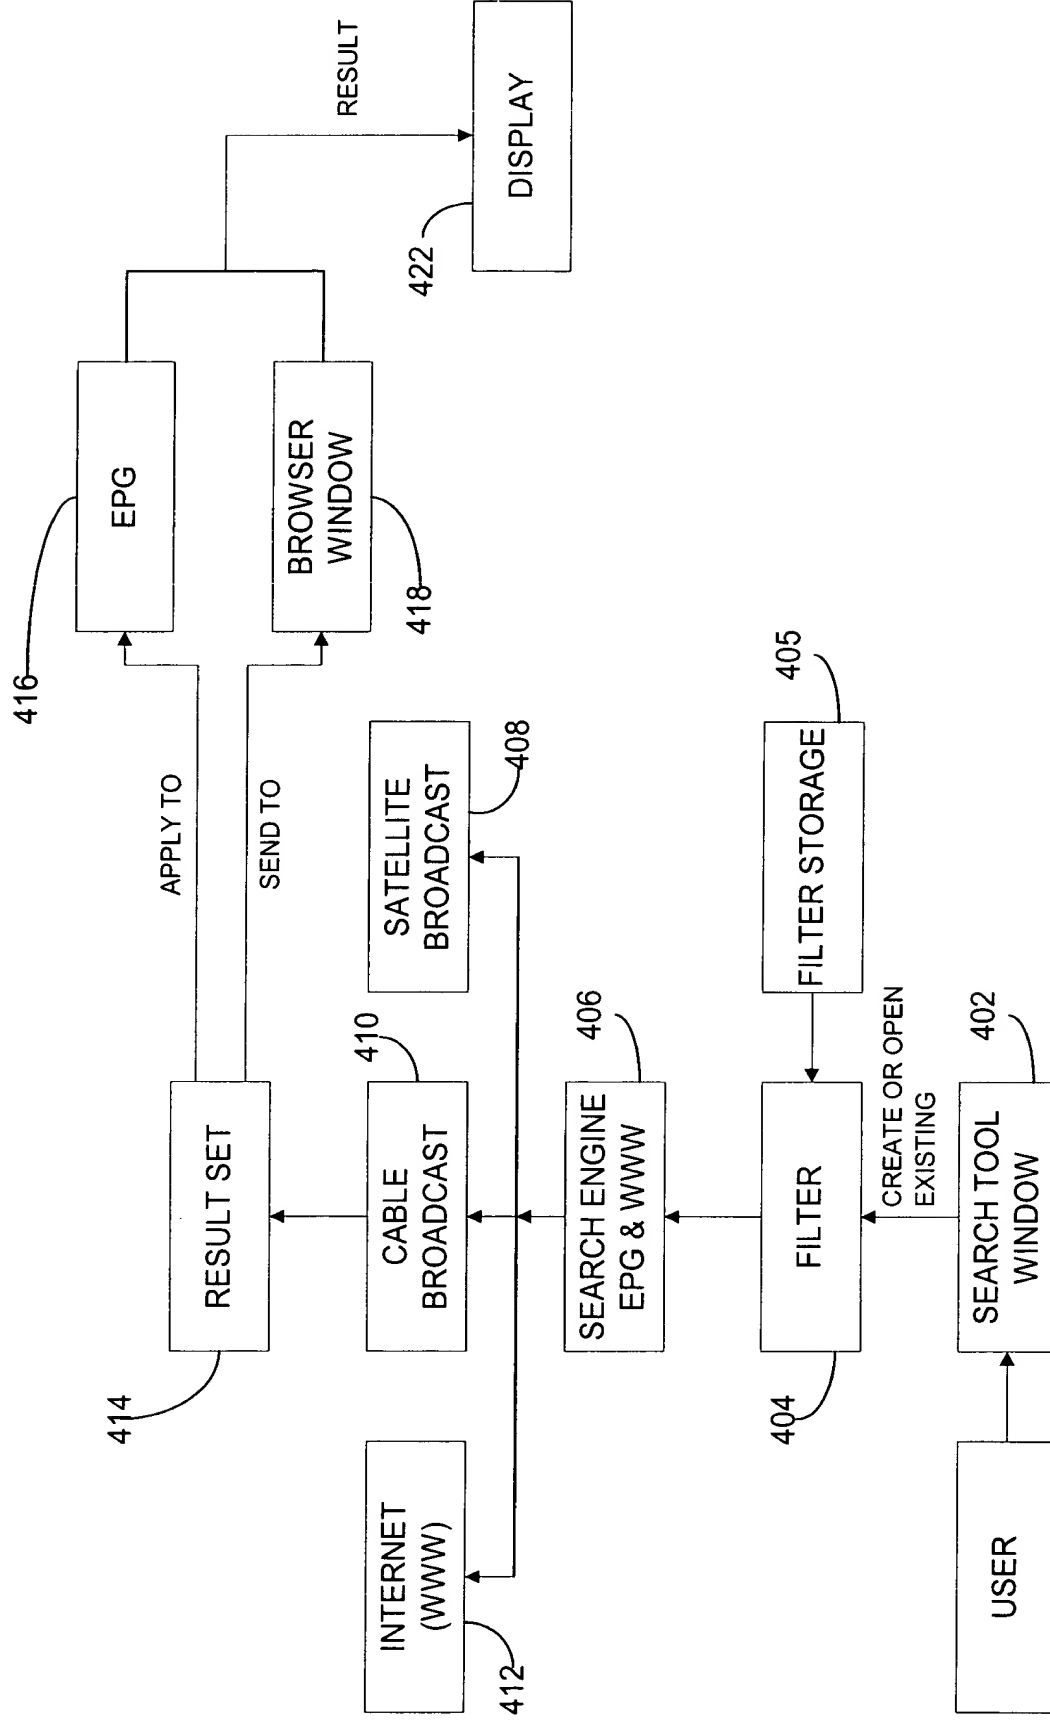 416
EPG
RESULT
APPLY TO
SEND TO
BROWSER
WINDOW
418
422
DISPLAY
414
RESULT SET
INTERNET
(WWW)
412
CABLE
BROADCAST
410
SATELLITE
BROADCAST
408
SEARCH ENGINE
EPG & WWW
406
404
FILTER
FILTER STORAGE
405
CREATE OR OPEN
EXISTING
USER
SEARCH TOOL
WINDOW
402